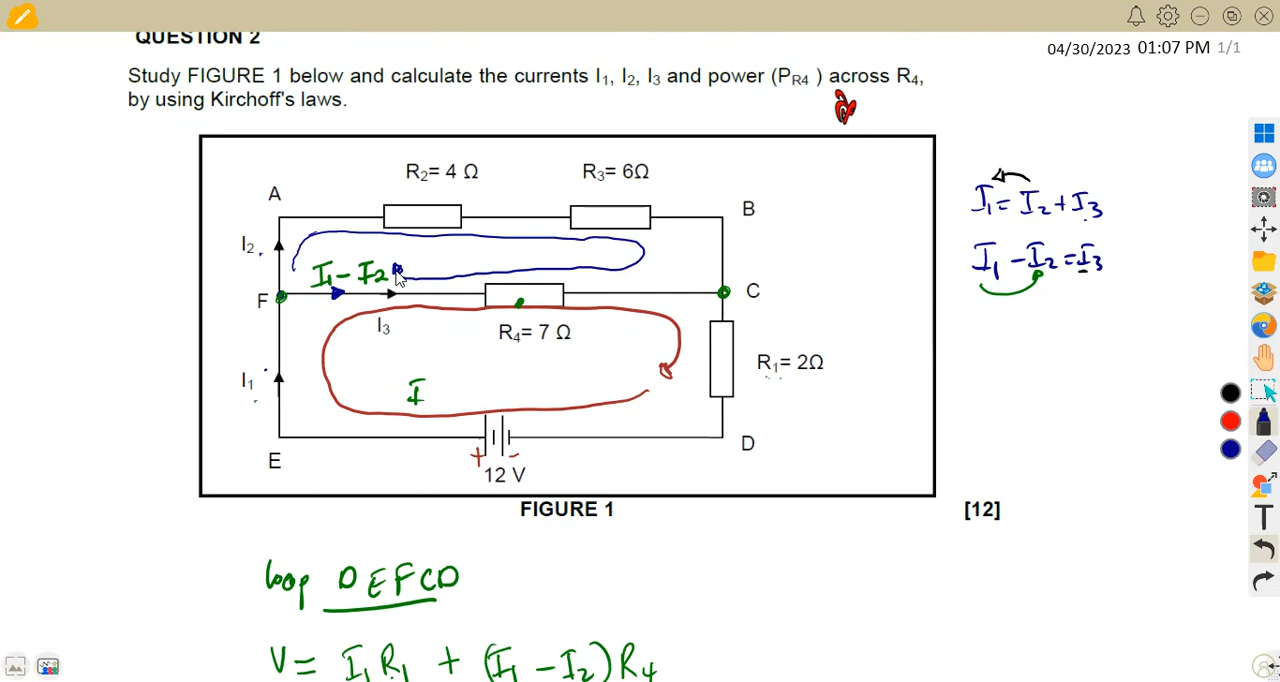 QUESTION 2
04/30/2023 01:07 PM 1/1
Study FIGURE 1 below and calculate the currents I₁, I₂, I₃ and power (P_R4 ) across R₄,
by using Kirchoff's laws.
R₂= 4 Ω
R₃= 6Ω
A
B
I₁ = I₂ + I₃
I₂
I₁ - I₂
I₁ - I₂ = I₃
F
C
I₃
R₄= 7 Ω
R₁= 2Ω
I₁
I
E
D
+ -
12 V
FIGURE 1
[12]
loop DEFCD
V = I₁R₁ + (I₁ - I₂)R₄
T